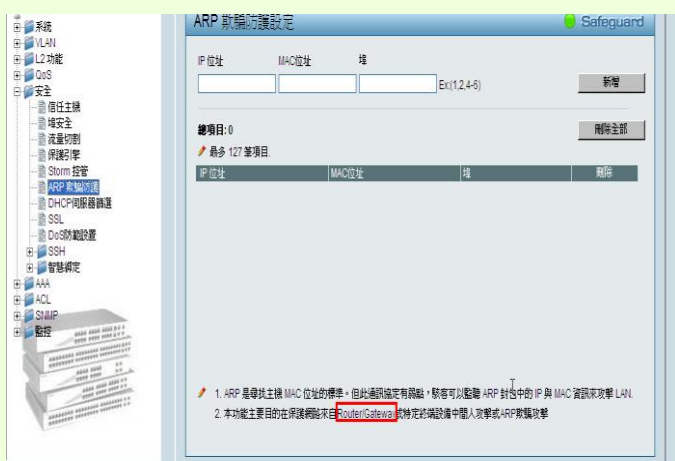 系統
VLAN
L2 功能
QoS
安全
信任主機
埠安全
流量切割
保護引擎
Storm 控管
ARP 欺騙防護
DHCP伺服器篩選
SSL
DoS防範設置
SSH
智慧綁定
AAA
ACL
SNMP
監控
ARP 欺騙防護設定
Safeguard
IP 位址 MAC位址 埠
Ex:(1,2,4-6) 新增
總項目: 0 刪除全部
最多 127 筆項目.
IP 位址 MAC位址 埠 刪除
1. ARP 是尋找主機 MAC 位址的標準。但此通訊協定有弱點，駭客可以監聽 ARP 封包中的 IP 與 MAC 資訊來攻擊 LAN.
2. 本功能主要目的在保護網路來自Router/Gateway或特定終端設備中間人攻擊或ARP欺騙攻擊